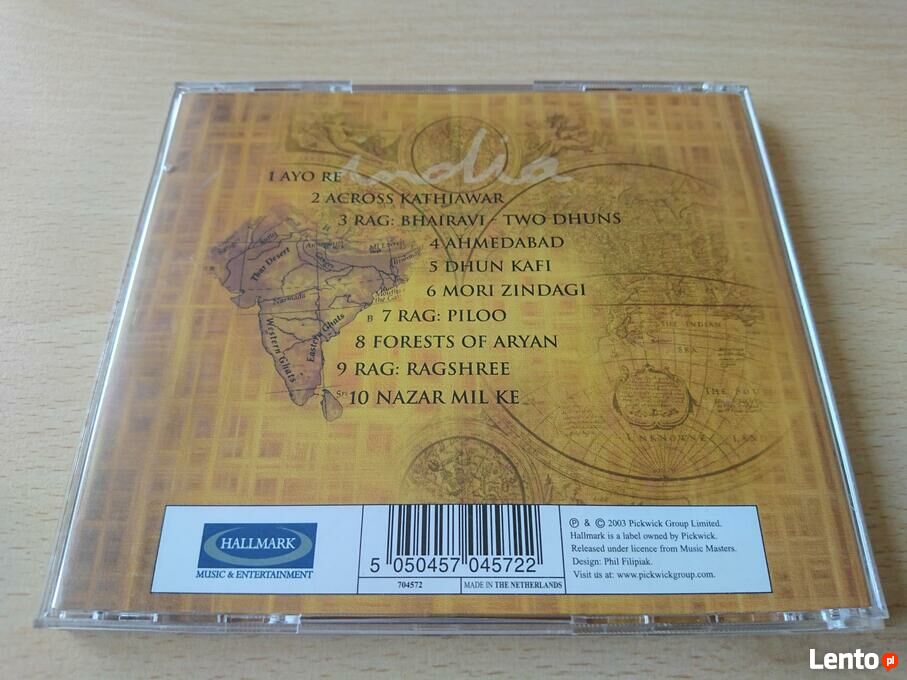 india
1 AYO RE
2 ACROSS KATHIAWAR
3 RAG: BHAIRAVI - TWO DHUNS
4 AHMEDABAD
5 DHUN KAFI
6 MORI ZINDAGI
B 7 RAG: PILOO
8 FORESTS OF ARYAN
9 RAG: RAGSHREE
10 NAZAR MIL KE
Thar Desert
Narmada
Western Ghats
Eastern Ghats
THE INDIAN
UNKNOWNE LAND
HALLMARK
MUSIC & ENTERTAINMENT
5 050457 045722
704572
MADE IN THE NETHERLANDS
℗ & © 2003 Pickwick Group Limited.
Hallmark is a label owned by Pickwick.
Released under licence from Music Masters.
Design: Phil Filipiak.
Visit us at: www.pickwickgroup.com.
Lento pl